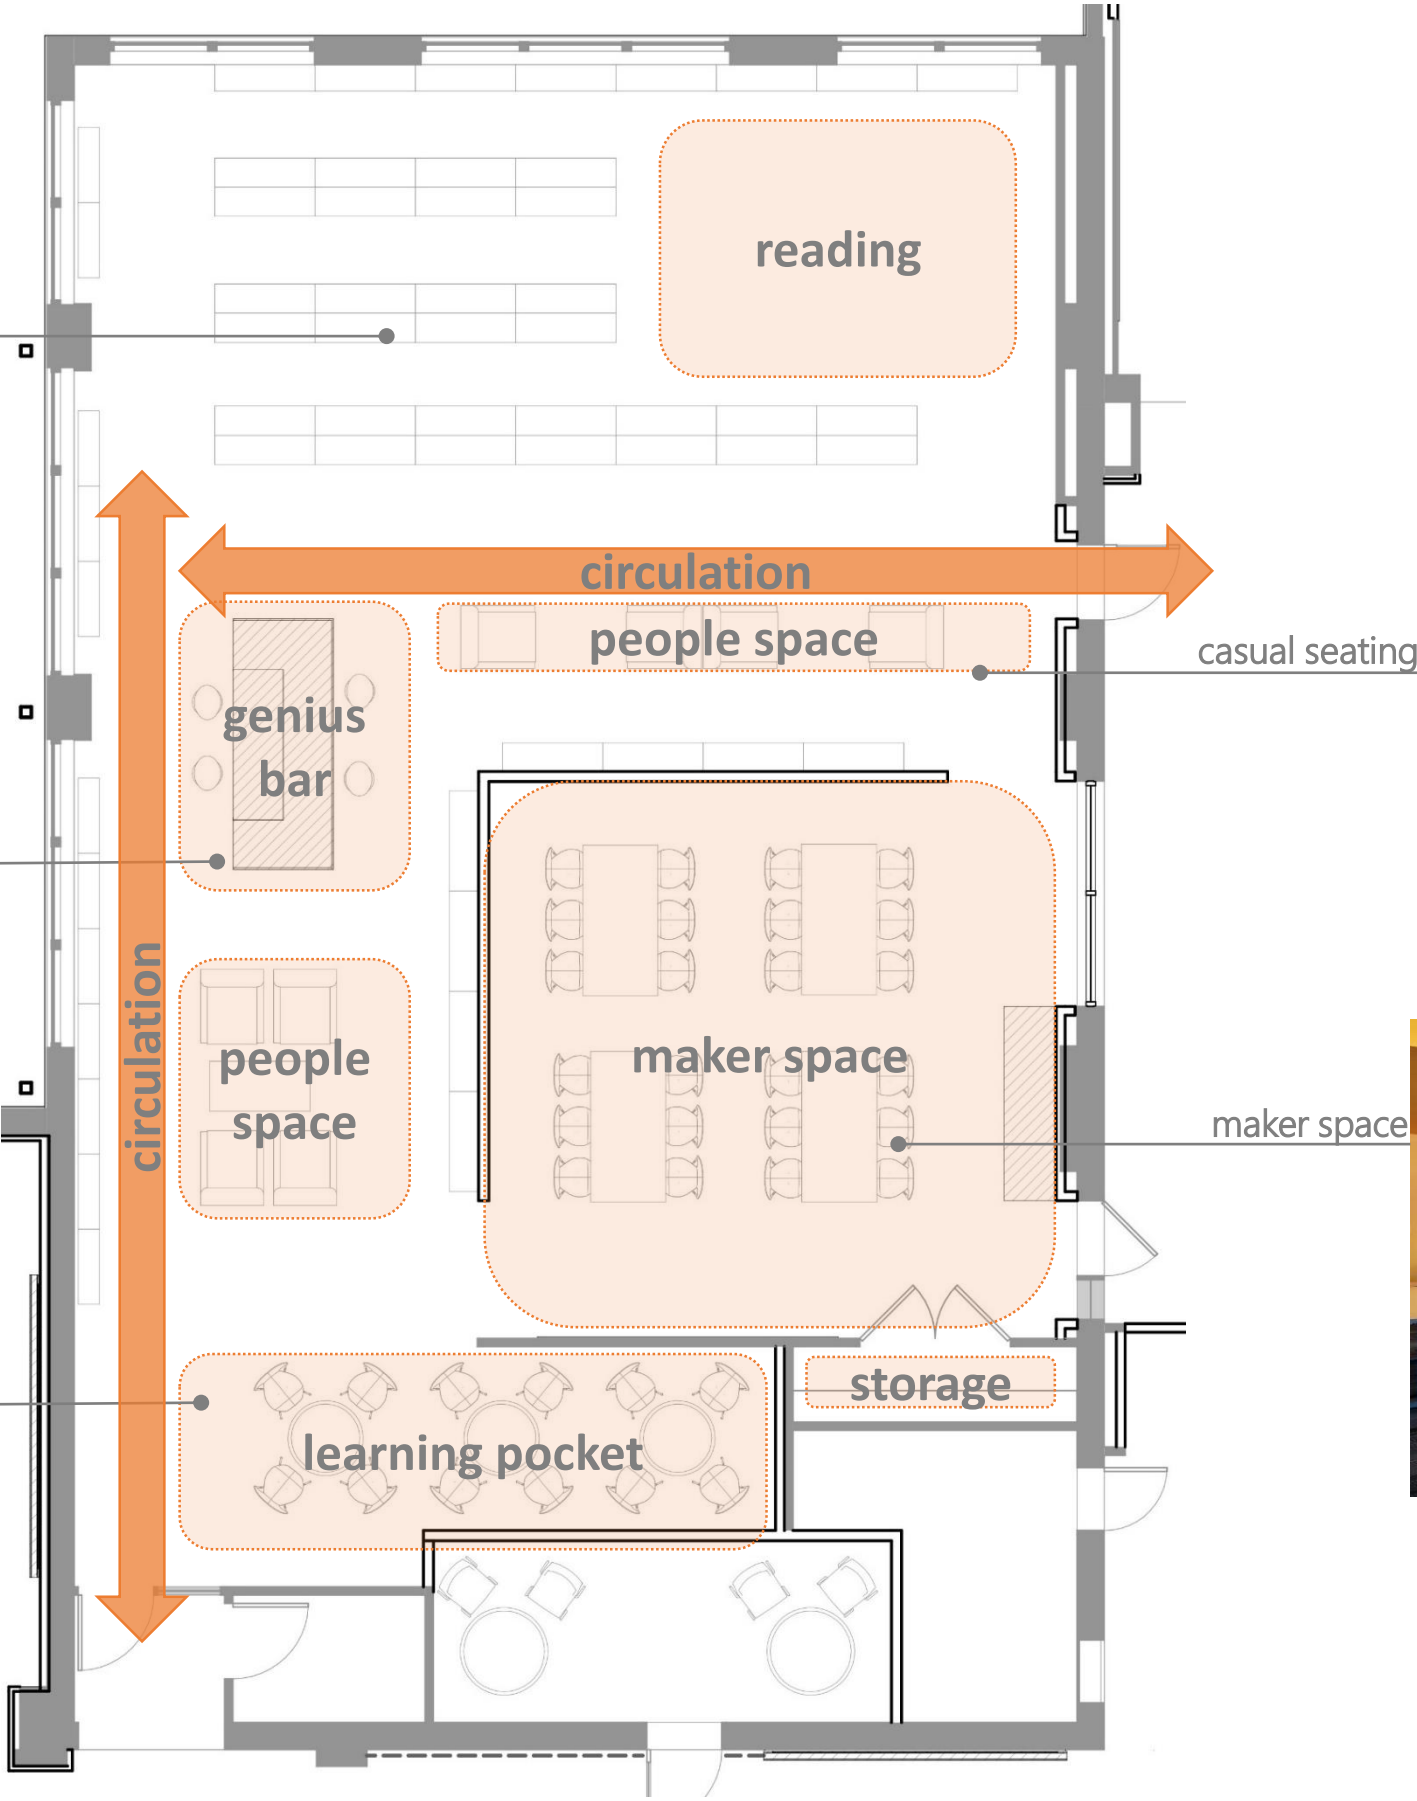 reading
circulation
people space
casual seating
genius
bar
circulation
people
space
maker space
maker space
storage
learning pocket